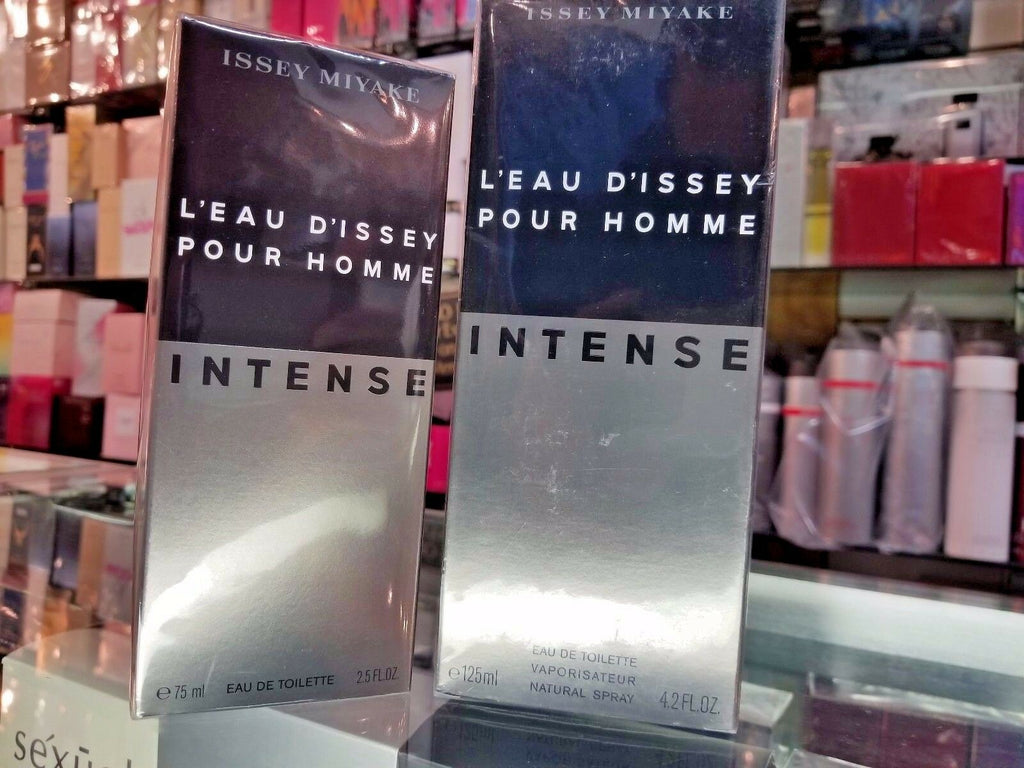 ISSEY MIYAKE
L'EAU D'ISSEY
POUR HOMME
INTENSE
℮ 75 ml EAU DE TOILETTE 2.5 FL.OZ.
ISSEY MIYAKE
L'EAU D'ISSEY
POUR HOMME
INTENSE
EAU DE TOILETTE
VAPORISATEUR
NATURAL SPRAY
℮ 125ml 4.2 FL.OZ.